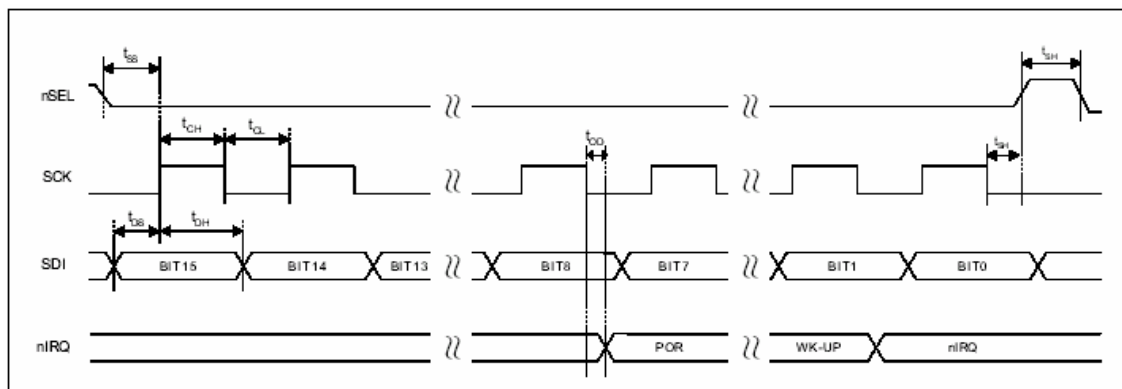 tSS
tSH
nSEL
tCH
tCL
tOD
tSH
SCK
tDS
tDH
SDI
BIT15
BIT14
BIT13
BIT8
BIT7
BIT1
BIT0
nIRQ
POR
WK-UP
nIRQ